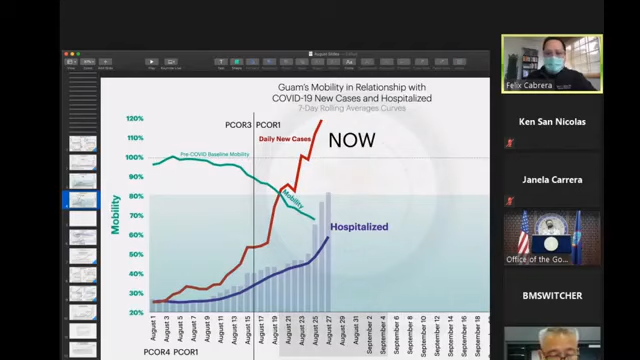 August Slides
Guam's Mobility in Relationship with
COVID-19 New Cases and Hospitalized
7-Day Rolling Averages Curves
120%
110%
100%
90%
80%
70%
60%
50%
40%
30%
20%
Mobility
PCOR3
PCOR1
Daily New Cases
NOW
Pre COVID Baseline Mobility
Mobility
Hospitalized
August 1
August 3
August 5
August 7
August 9
August 11
August 13
August 15
August 17
August 19
August 21
August 23
August 25
August 27
August 29
August 31
September 2
September 4
September 6
September 8
September 10
September 12
September 14
September 16
September 18
PCOR4 PCOR1
Felix Cabrera
Ken San Nicolas
Janela Carrera
Office of the Go...
BMSWITCHER